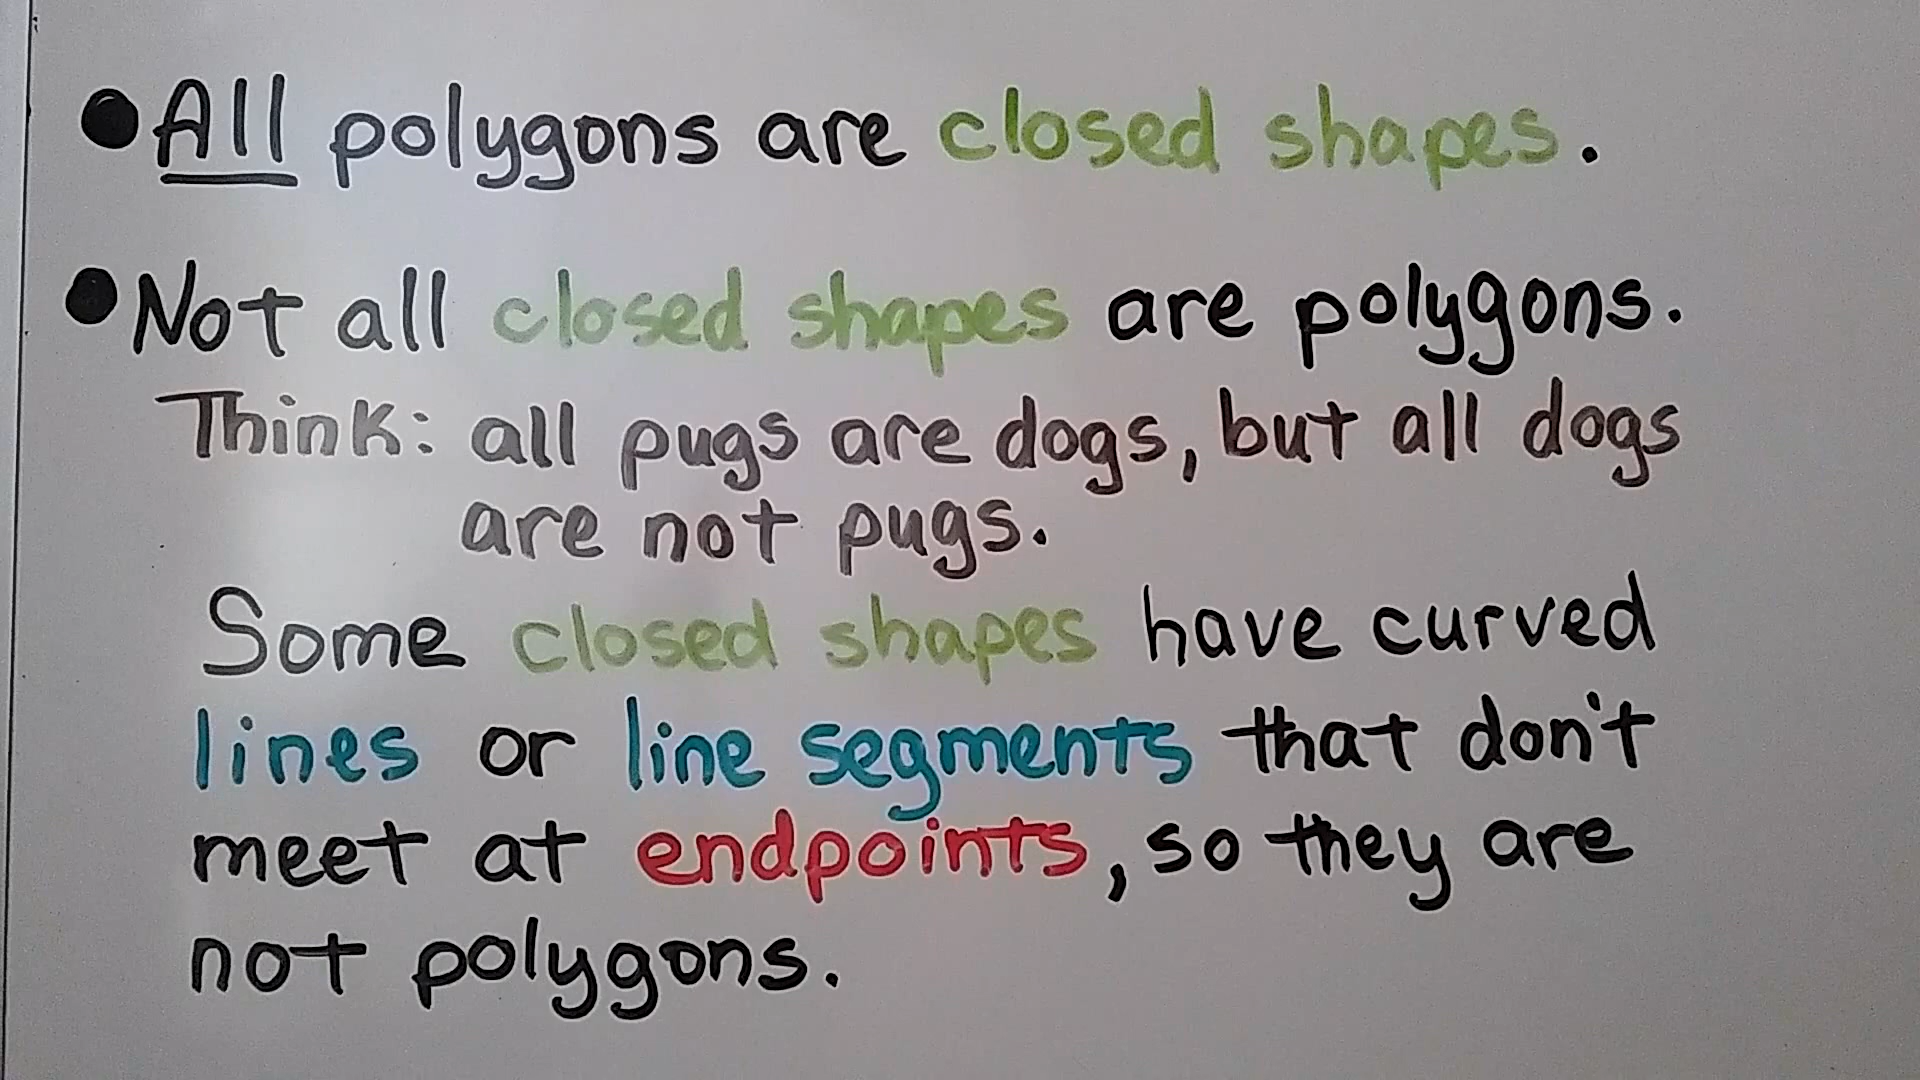 ● All polygons are closed shapes.
● Not all closed shapes are polygons.
Think: all pugs are dogs, but all dogs
are not pugs.
Some closed shapes have curved
lines or line segments that don't
meet at endpoints, so they are
not polygons.